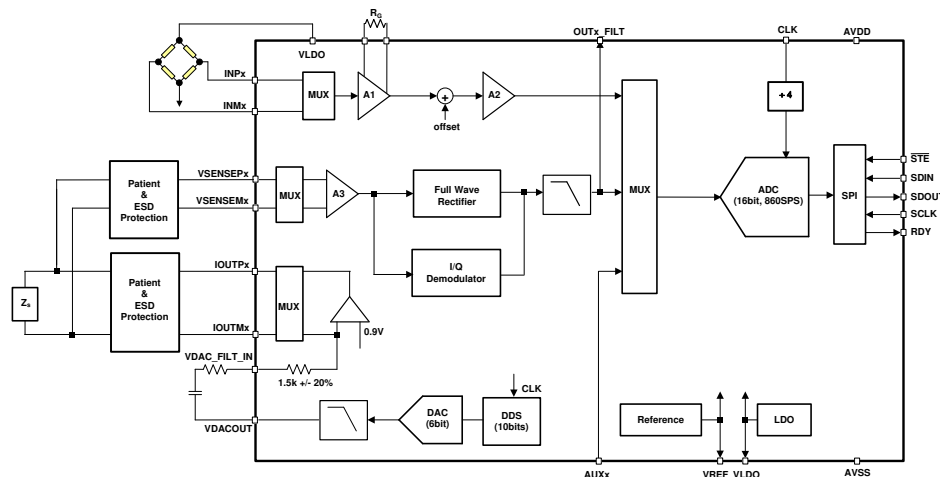 R_G
OUTx_FILT
CLK
AVDD
VLDO
INPx
INMx
MUX
A1
+
offset
A2
÷4
Patient
&
ESD
Protection
VSENSEPx
VSENSEMx
MUX
A3
Full Wave
Rectifier
I/Q
Demodulator
MUX
ADC
(16bit, 860SPS)
SPI
STE
SDIN
SDOUT
SCLK
RDY
Z_s
Patient
&
ESD
Protection
IOUTPx
IOUTMx
MUX
0.9V
VDAC_FILT_IN
1.5k +/- 20%
VDACOUT
DAC
(6bit)
CLK
DDS
(10bits)
Reference
LDO
AUXx
VREF
VLDO
AVSS